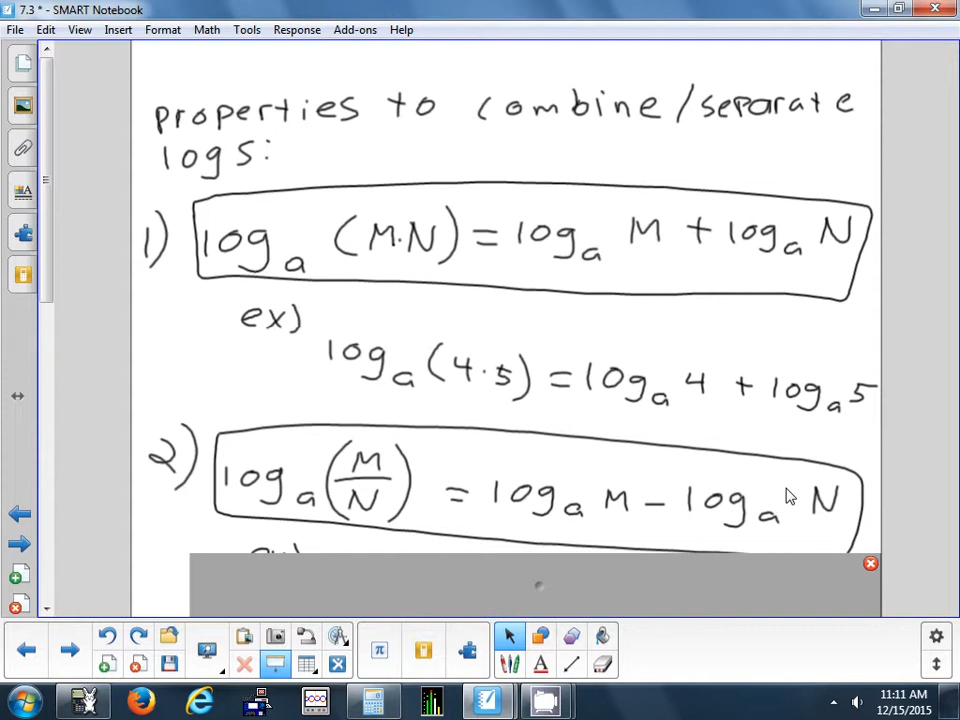 7.3 * - SMART Notebook
File Edit View Insert Format Math Tools Response Add-ons Help
properties to combine/separate
logs:
1) log_a (M·N) = log_a M + log_a N
ex)
log_a (4·5) = log_a 4 + log_a 5
2) log_a (M/N) = log_a M - log_a N
ex)
11:11 AM
12/15/2015